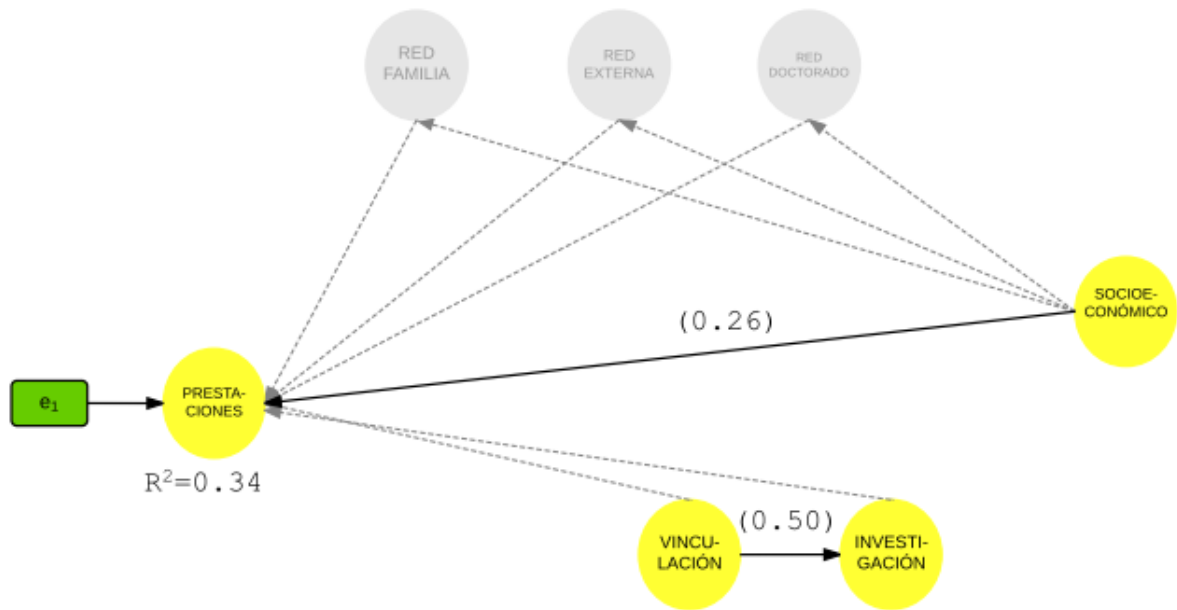 RED
FAMILIA
RED
EXTERNA
RED
DOCTORADO
SOCIOE-
CONÓMICO
(0.26)
PRESTA-
CIONES
e₁
R²=0.34
(0.50)
VINCU-
LACIÓN
INVESTI-
GACIÓN